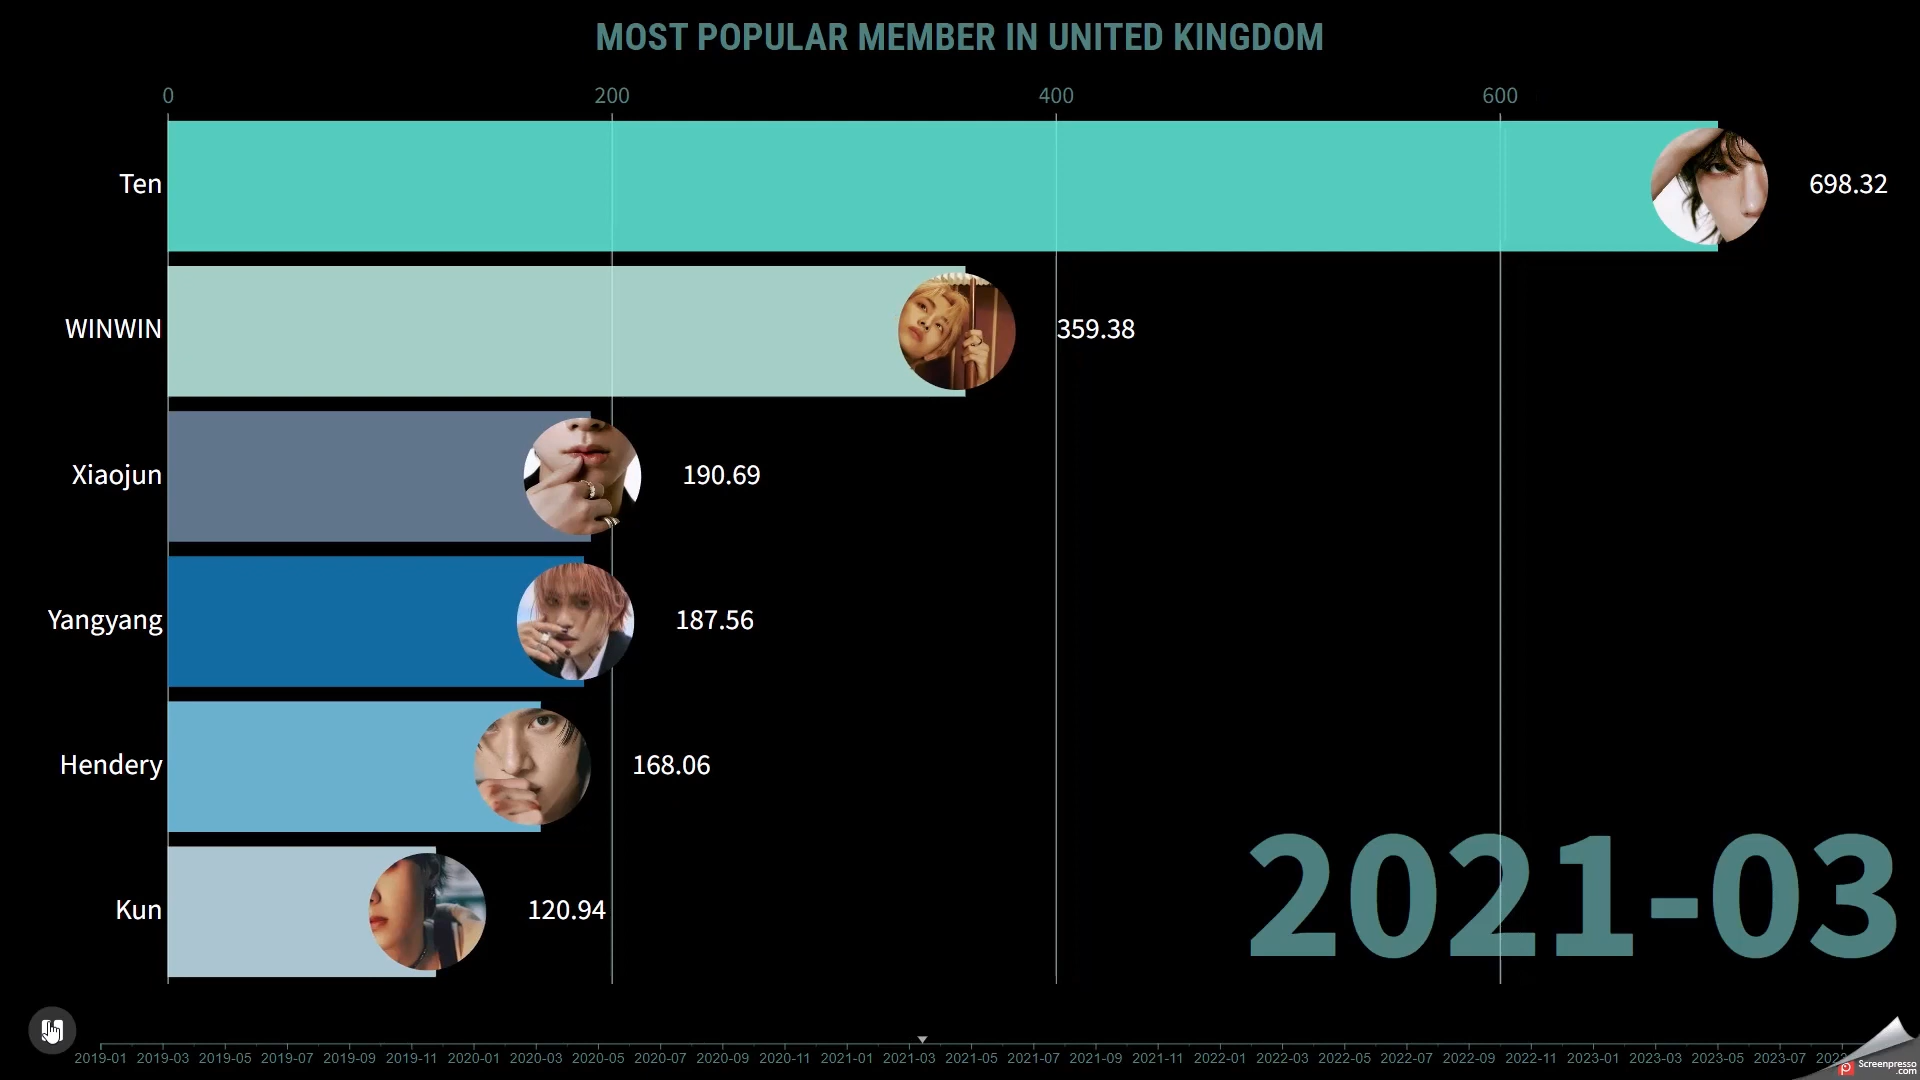 MOST POPULAR MEMBER IN UNITED KINGDOM
0 200 400 600
Ten 698.32
WINWIN 359.38
Xiaojun 190.69
Yangyang 187.56
Hendery 168.06
Kun 120.94
2021-03
2019-01 2019-03 2019-05 2019-07 2019-09 2019-11 2020-01 2020-03 2020-05 2020-07 2020-09 2020-11 2021-01 2021-03 2021-05 2021-07 2021-09 2021-11 2022-01 2022-03 2022-05 2022-07 2022-09 2022-11 2023-01 2023-03 2023-05 2023-07
Screenpresso
.com